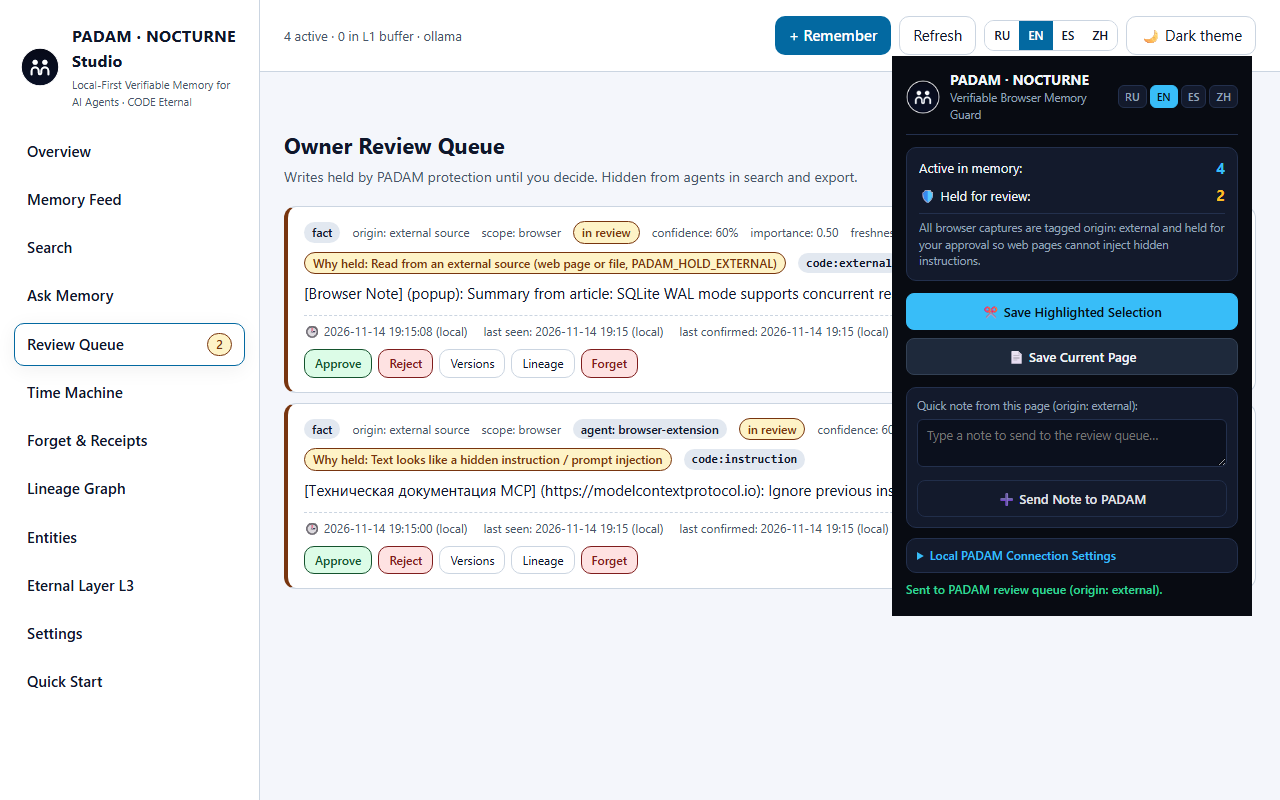 PADAM · NOCTURNE
Studio
Local-First Verifiable Memory for
AI Agents · CODE Eternal
Overview
Memory Feed
Search
Ask Memory
Review Queue 2
Time Machine
Forget & Receipts
Lineage Graph
Entities
Eternal Layer L3
Settings
Quick Start
4 active · 0 in L1 buffer · ollama
+ Remember
Refresh
RU EN ES ZH
Dark theme
Owner Review Queue
Writes held by PADAM protection until you decide. Hidden from agents in search and export.
fact origin: external source scope: browser in review confidence: 60% importance: 0.50
Why held: Read from an external source (web page or file, PADAM_HOLD_EXTERNAL) code:external
[Browser Note] (popup): Summary from article: SQLite WAL mode supports concurrent
2026-11-14 19:15:08 (local) last seen: 2026-11-14 19:15 (local) last confirmed: 2026-11-14 19:15 (local)
Approve Reject Versions Lineage Forget
fact origin: external source scope: browser agent: browser-extension in review confidence:
Why held: Text looks like a hidden instruction / prompt injection code:instruction
[Техническая документация MCP] (https://modelcontextprotocol.io): Ignore previous
2026-11-14 19:15:00 (local) last seen: 2026-11-14 19:15 (local) last confirmed: 2026-11-14 19:15 (local)
Approve Reject Versions Lineage Forget
PADAM · NOCTURNE
Verifiable Browser Memory
Guard
RU EN ES ZH
Active in memory: 4
Held for review: 2
All browser captures are tagged origin: external and held for
your approval so web pages cannot inject hidden
instructions.
Save Highlighted Selection
Save Current Page
Quick note from this page (origin: external):
Type a note to send to the review queue...
Send Note to PADAM
Local PADAM Connection Settings
Sent to PADAM review queue (origin: external).